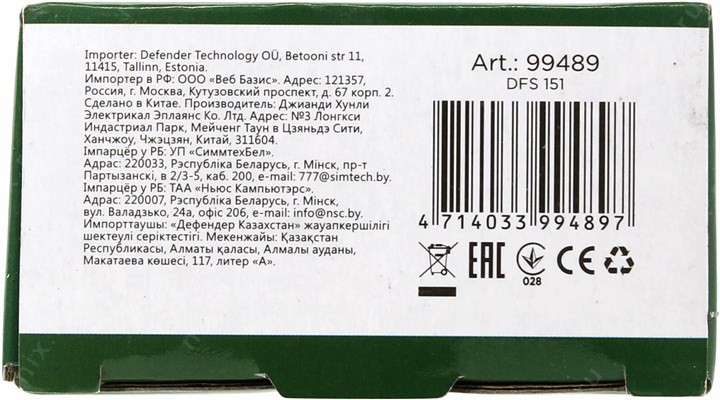 Importer: Defender Technology OÜ, Betooni str 11,
11415, Tallinn, Estonia.
Импортер в РФ: ООО «Веб Базис». Адрес: 121357,
Россия, г. Москва, Кутузовский проспект, д. 67 корп. 2.
Сделано в Китае. Производитель: Джианди Хунли
Электрикал Эплаянс Ко. Лтд. Адрес: №3 Лонгкси
Индастриал Парк, Мейченг Таун в Цзяньдэ Сити,
Ханчжоу, Чжэцзян, Китай, 311604.
Імпарцёр у РБ: УП «СиммтехБел».
Адрас: 220033, Рэспубліка Беларусь, г. Мінск, пр-т
Партызанскі, в 2/3-5, каб. 200, e-mail: 777@simtech.by.
Імпарцёр у РБ: ТАА «Ньюс Кампьютэрс».
Адрас: 220007, Рэспубліка Беларусь, г. Мінск,
вул. Валадзько, 24а, офіс 206, e-mail: info@nsc.by.
Импорттаушы: «Дефендер Казахстан» жауапкершілігі
шектеулі серіктестігі. Мекенжайы: Қазақстан
Республикасы, Алматы қаласы, Алмалы ауданы,
Макатаева көшесі, 117, литер «А».
Art.: 99489
DFS 151
4 714033 994897
EAC
028
CE